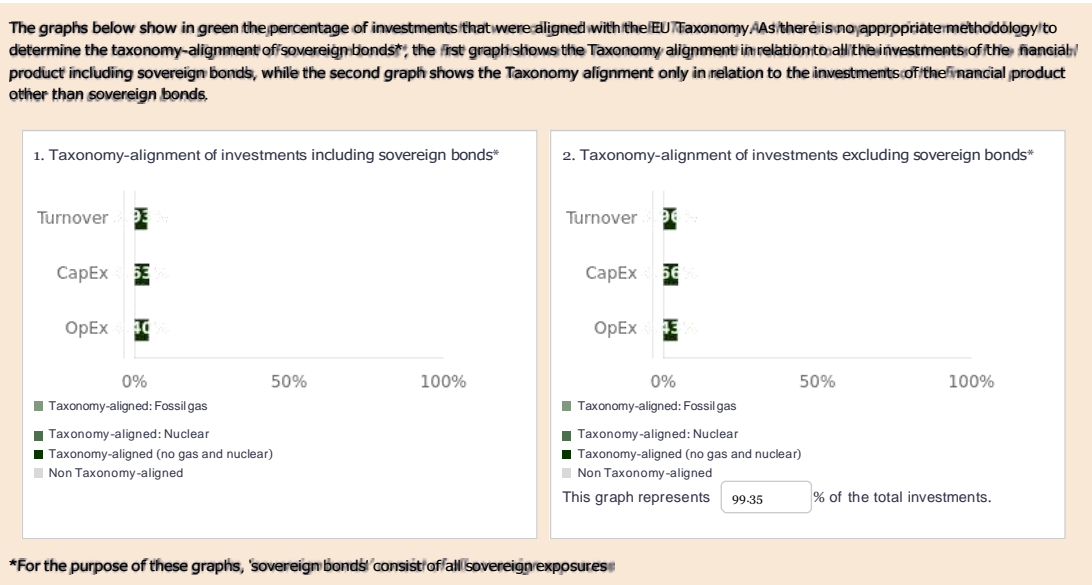 The graphs below show in green the percentage of investments that were aligned with the EU Taxonomy. As there is no appropriate methodology to
determine the taxonomy-alignment of sovereign bonds*, the first graph shows the Taxonomy alignment in relation to all the investments of the financial
product including sovereign bonds, while the second graph shows the Taxonomy alignment only in relation to the investments of the financial product
other than sovereign bonds.
1. Taxonomy-alignment of investments including sovereign bonds*
Turnover
CapEx
OpEx
0% 50% 100%
Taxonomy-aligned: Fossil gas
Taxonomy-aligned: Nuclear
Taxonomy-aligned (no gas and nuclear)
Non Taxonomy-aligned
2. Taxonomy-alignment of investments excluding sovereign bonds*
Turnover
CapEx
OpEx
0% 50% 100%
Taxonomy-aligned: Fossil gas
Taxonomy-aligned: Nuclear
Taxonomy-aligned (no gas and nuclear)
Non Taxonomy-aligned
This graph represents 99.35 % of the total investments.
*For the purpose of these graphs, 'sovereign bonds' consist of all sovereign exposures